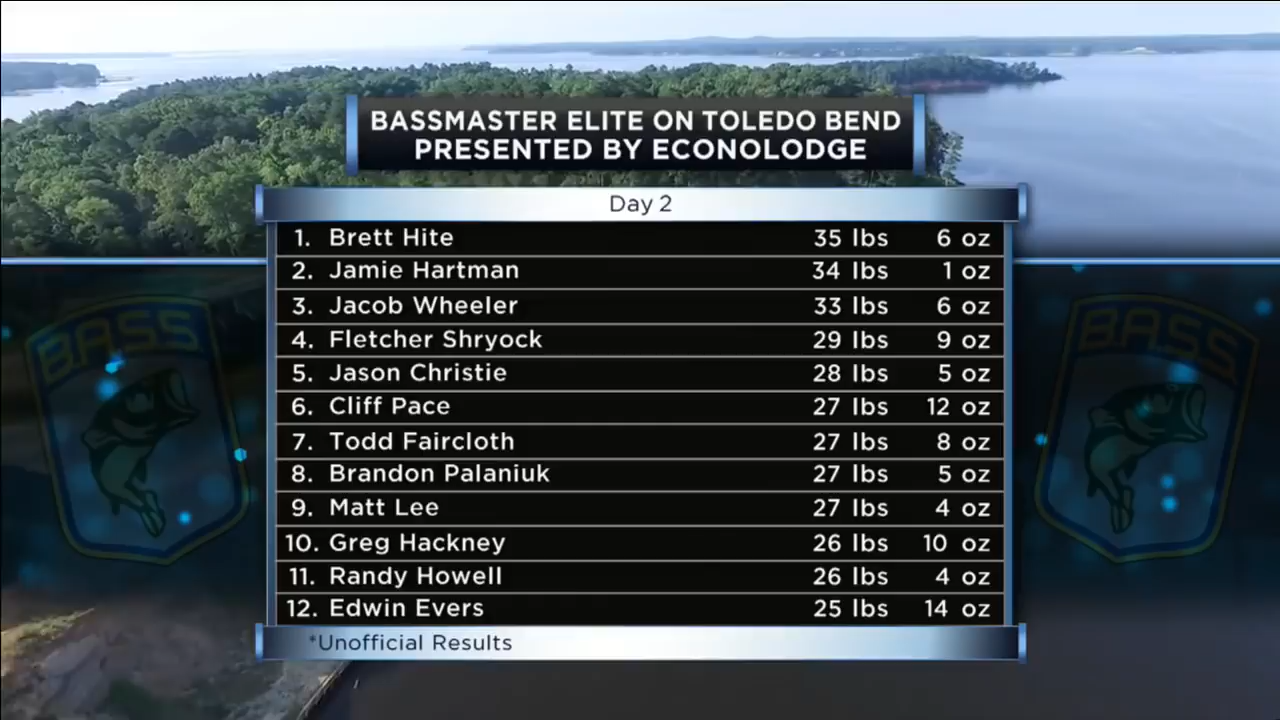 BASSMASTER ELITE ON TOLEDO BEND
PRESENTED BY ECONOLODGE
Day 2
1. Brett Hite 35 lbs 6 oz
2. Jamie Hartman 34 lbs 1 oz
3. Jacob Wheeler 33 lbs 6 oz
4. Fletcher Shryock 29 lbs 9 oz
5. Jason Christie 28 lbs 5 oz
6. Cliff Pace 27 lbs 12 oz
7. Todd Faircloth 27 lbs 8 oz
8. Brandon Palaniuk 27 lbs 5 oz
9. Matt Lee 27 lbs 4 oz
10. Greg Hackney 26 lbs 10 oz
11. Randy Howell 26 lbs 4 oz
12. Edwin Evers 25 lbs 14 oz
*Unofficial Results
BASS
BASS